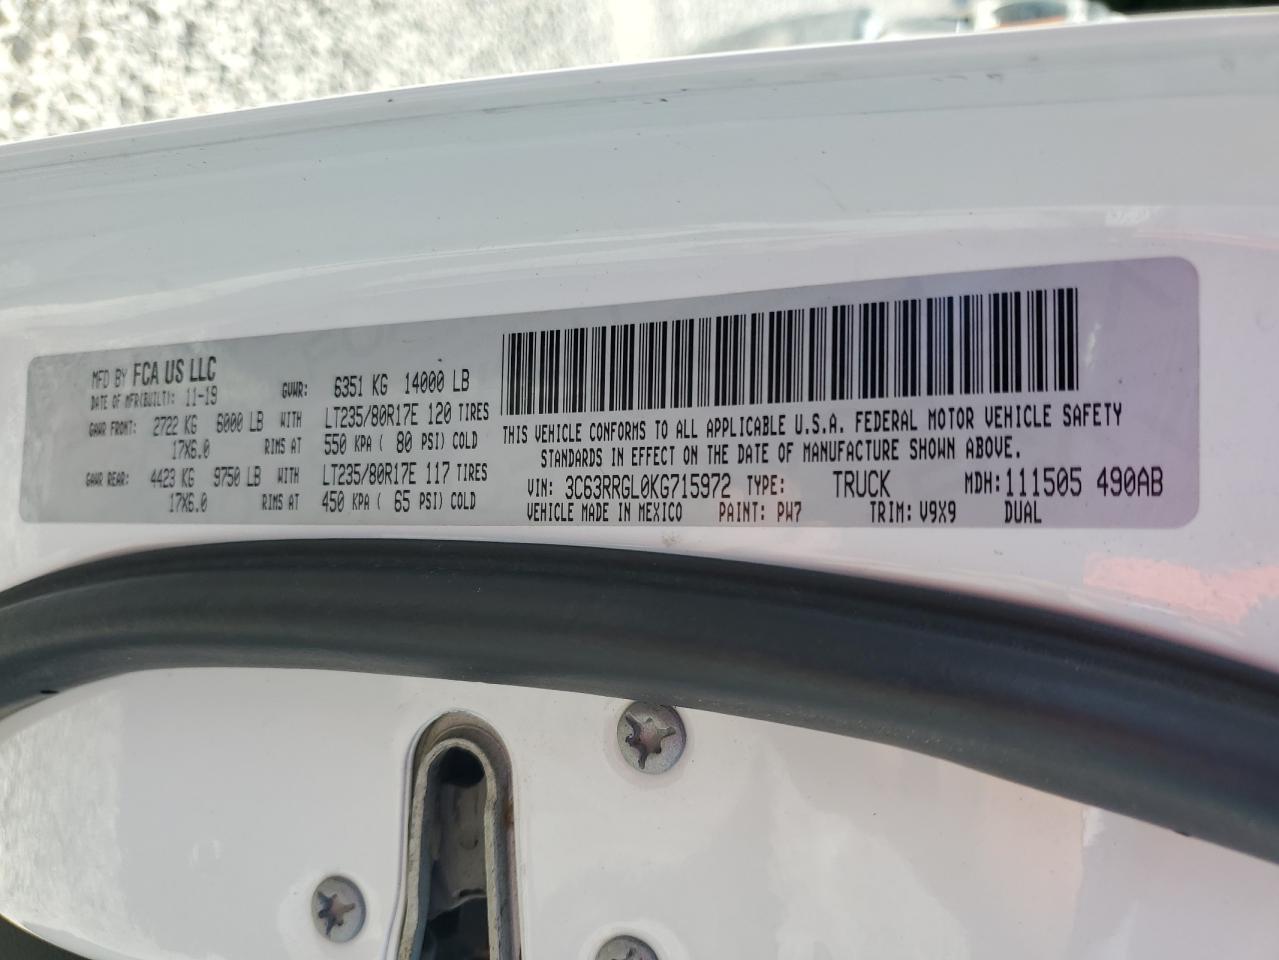 MFD BY FCA US LLC
DATE OF MFR(BUILT): 11-19 GVWR: 6351 KG 14000 LB
GAWR FRONT: 2722 KG 6000 LB WITH LT235/80R17E 120 TIRES
17X6.0 RIMS AT 550 KPA ( 80 PSI) COLD
GAWR REAR: 4423 KG 9750 LB WITH LT235/80R17E 117 TIRES
17X6.0 RIMS AT 450 KPA ( 65 PSI) COLD
THIS VEHICLE CONFORMS TO ALL APPLICABLE U.S.A. FEDERAL MOTOR VEHICLE SAFETY
STANDARDS IN EFFECT ON THE DATE OF MANUFACTURE SHOWN ABOVE.
VIN: 3C63RRGL0KG715972 TYPE: TRUCK MDH: 111505 490AB
VEHICLE MADE IN MEXICO PAINT: PW7 TRIM: V9X9 DUAL